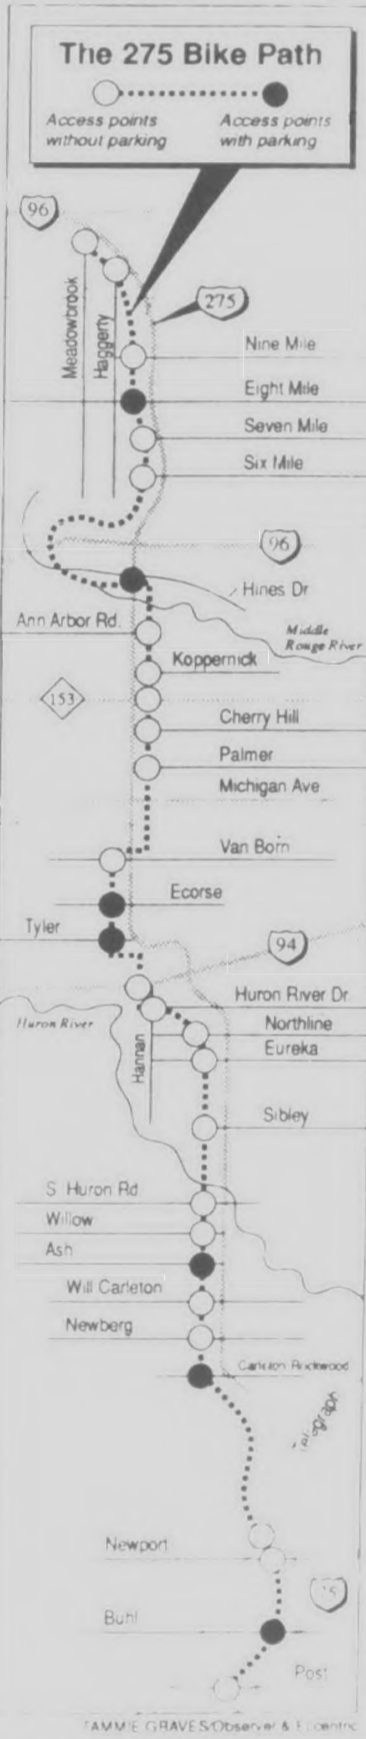 The 275 Bike Path
Access points without parking
Access points with parking
96
275
Meadowbrook
Haggerty
Nine Mile
Eight Mile
Seven Mile
Six Mile
96
Hines Dr
Ann Arbor Rd.
Middle
Rouge River
Koppernick
153
Cherry Hill
Palmer
Michigan Ave
Van Born
Ecorse
Tyler
94
Huron River Dr
Huron River
Northline
Hannan
Eureka
Sibley
S. Huron Rd
Willow
Ash
Will Carleton
Newberg
Carleton Rockwood
Telegraph
Newport
Buhl
Post
TAMMIE GRAVES/Observer & Eccentric